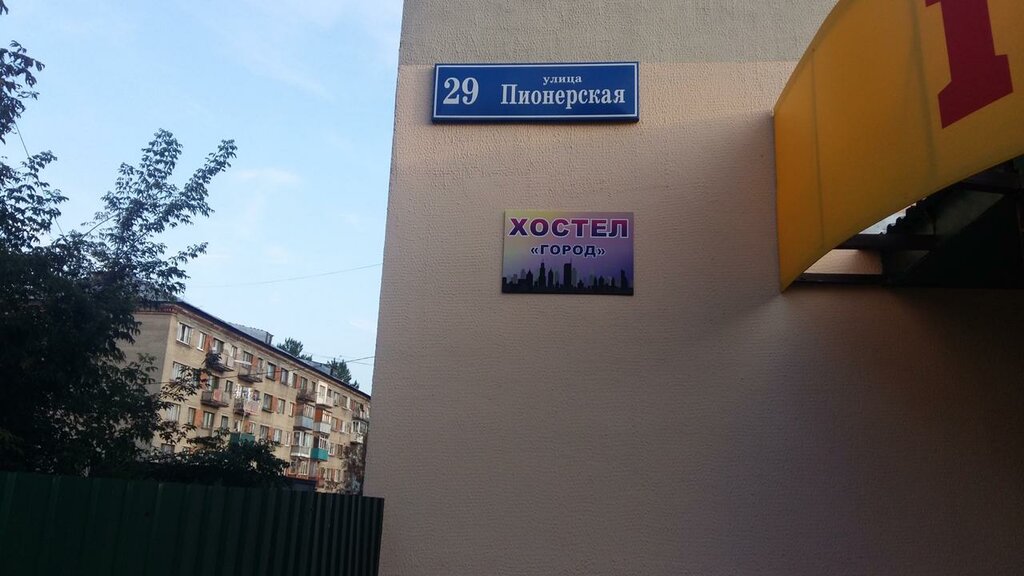 29
улица
Пионерская
ХОСТЕЛ
«ГОРОД»